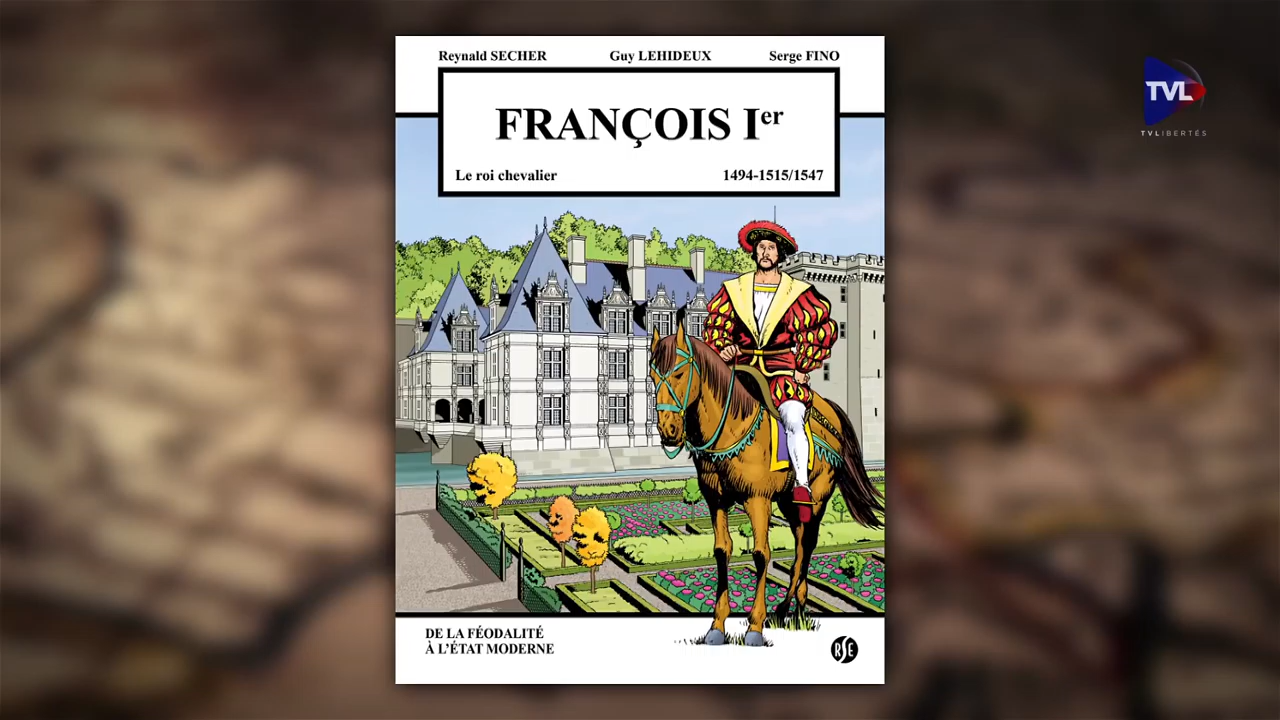 Reynald SECHER Guy LEHIDEUX Serge FINO
FRANÇOIS Ier
Le roi chevalier 1494-1515/1547
TVL
TVLIBERTÉS
DE LA FÉODALITÉ
À L'ÉTAT MODERNE
RSE